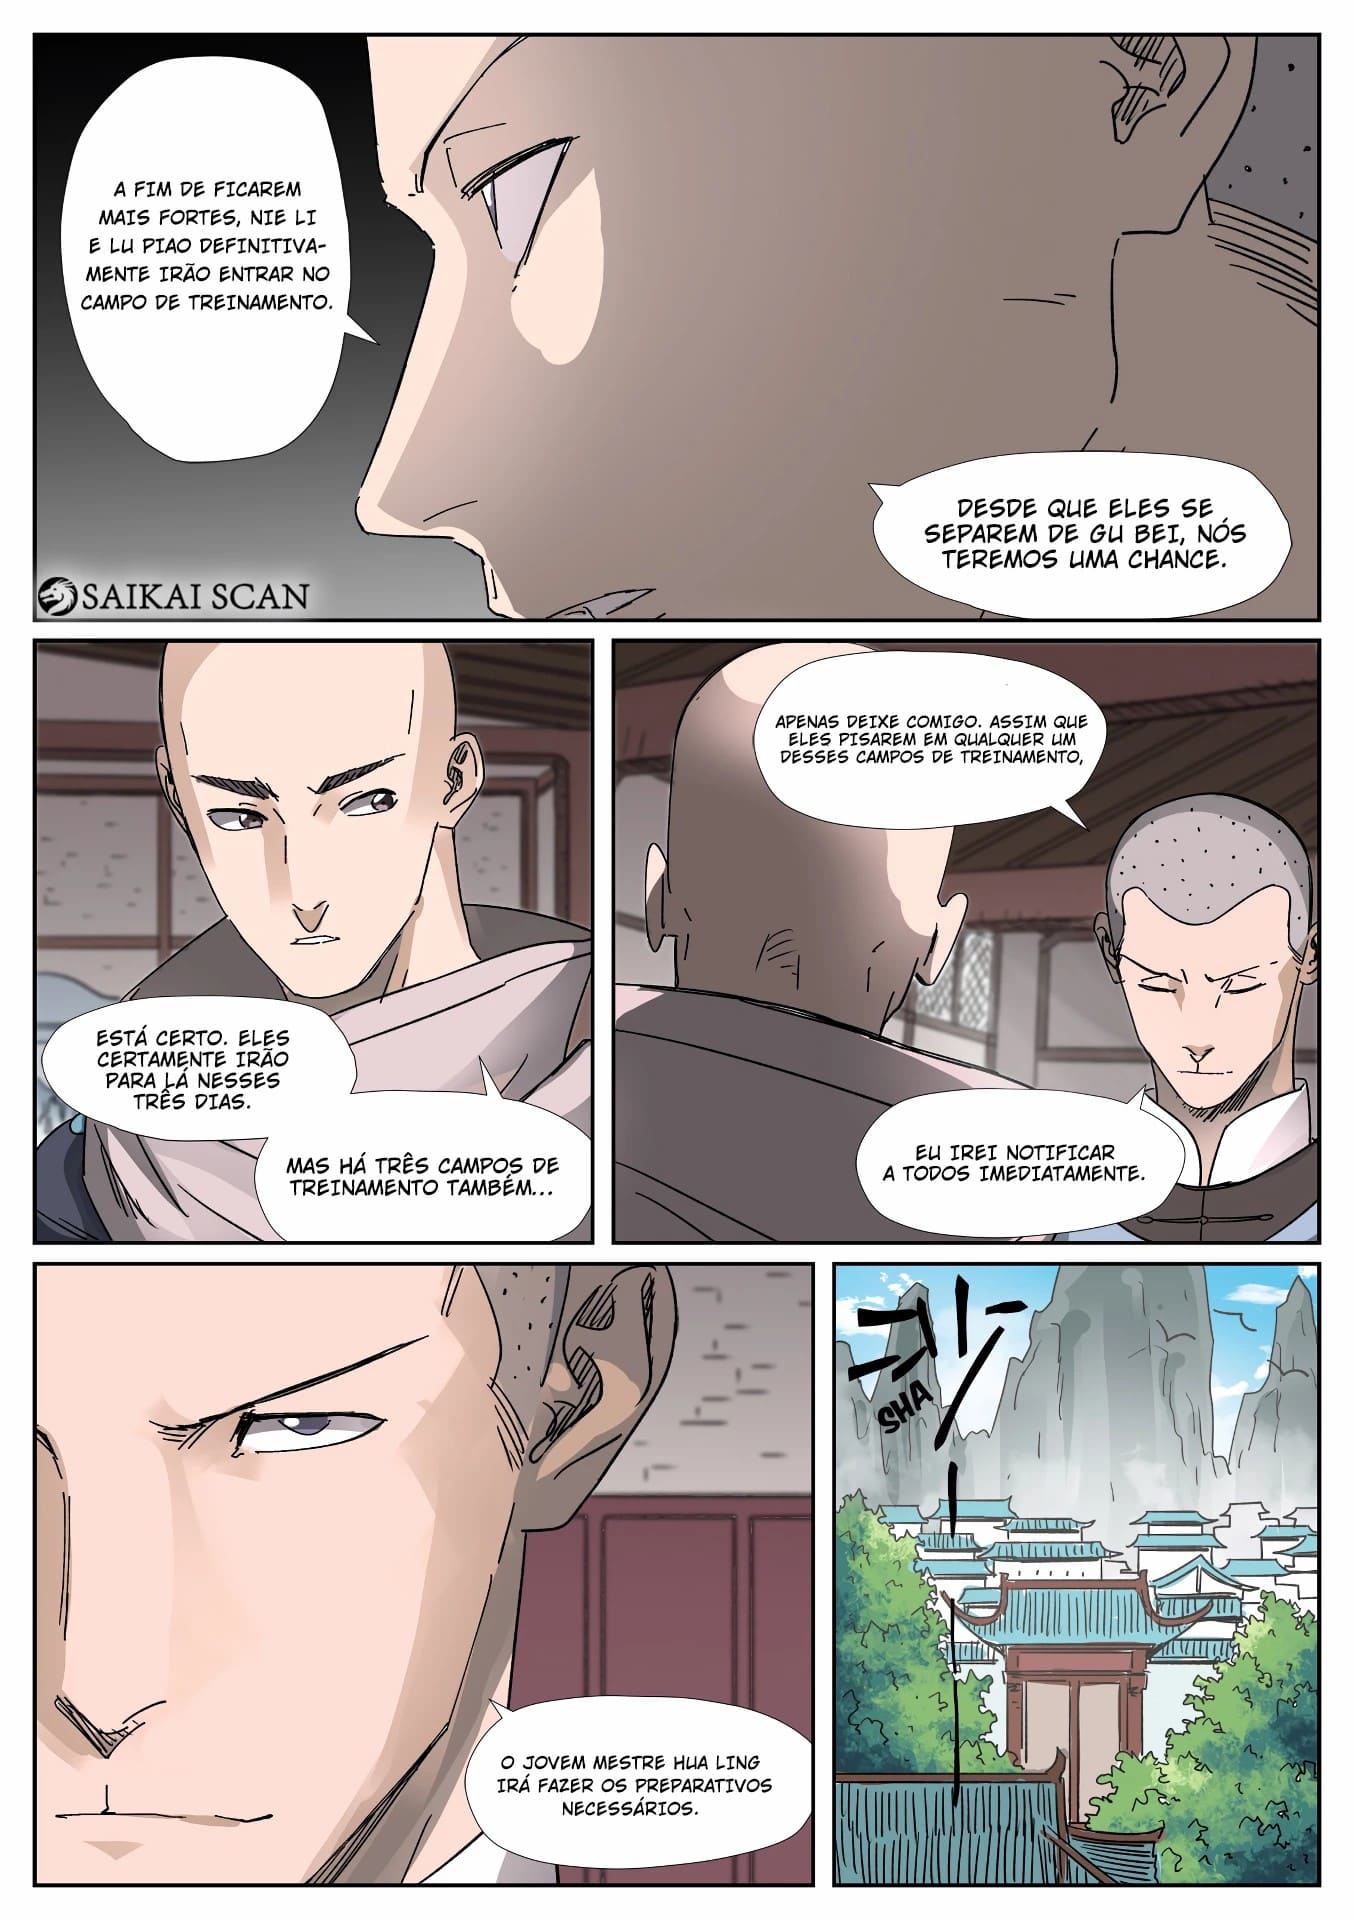 A FIM DE FICAREM
MAIS FORTES, NIE LI
E LU PIAO DEFINITIVA-
MENTE IRÃO ENTRAR NO
CAMPO DE TREINAMENTO.
DESDE QUE ELES SE
SEPAREM DE GU BEI, NÓS
TEREMOS UMA CHANCE.
SAIKAI SCAN
ESTÁ CERTO. ELES
CERTAMENTE IRÃO
PARA LÁ NESSES
TRÊS DIAS.
MAS HÁ TRÊS CAMPOS DE
TREINAMENTO TAMBÉM...
APENAS DEIXE COMIGO. ASSIM QUE
ELES PISAREM EM QUALQUER UM
DESSES CAMPOS DE TREINAMENTO,
EU IREI NOTIFICAR
A TODOS IMEDIATAMENTE.
O JOVEM MESTRE HUA LING
IRÁ FAZER OS PREPARATIVOS
NECESSÁRIOS.
SHA